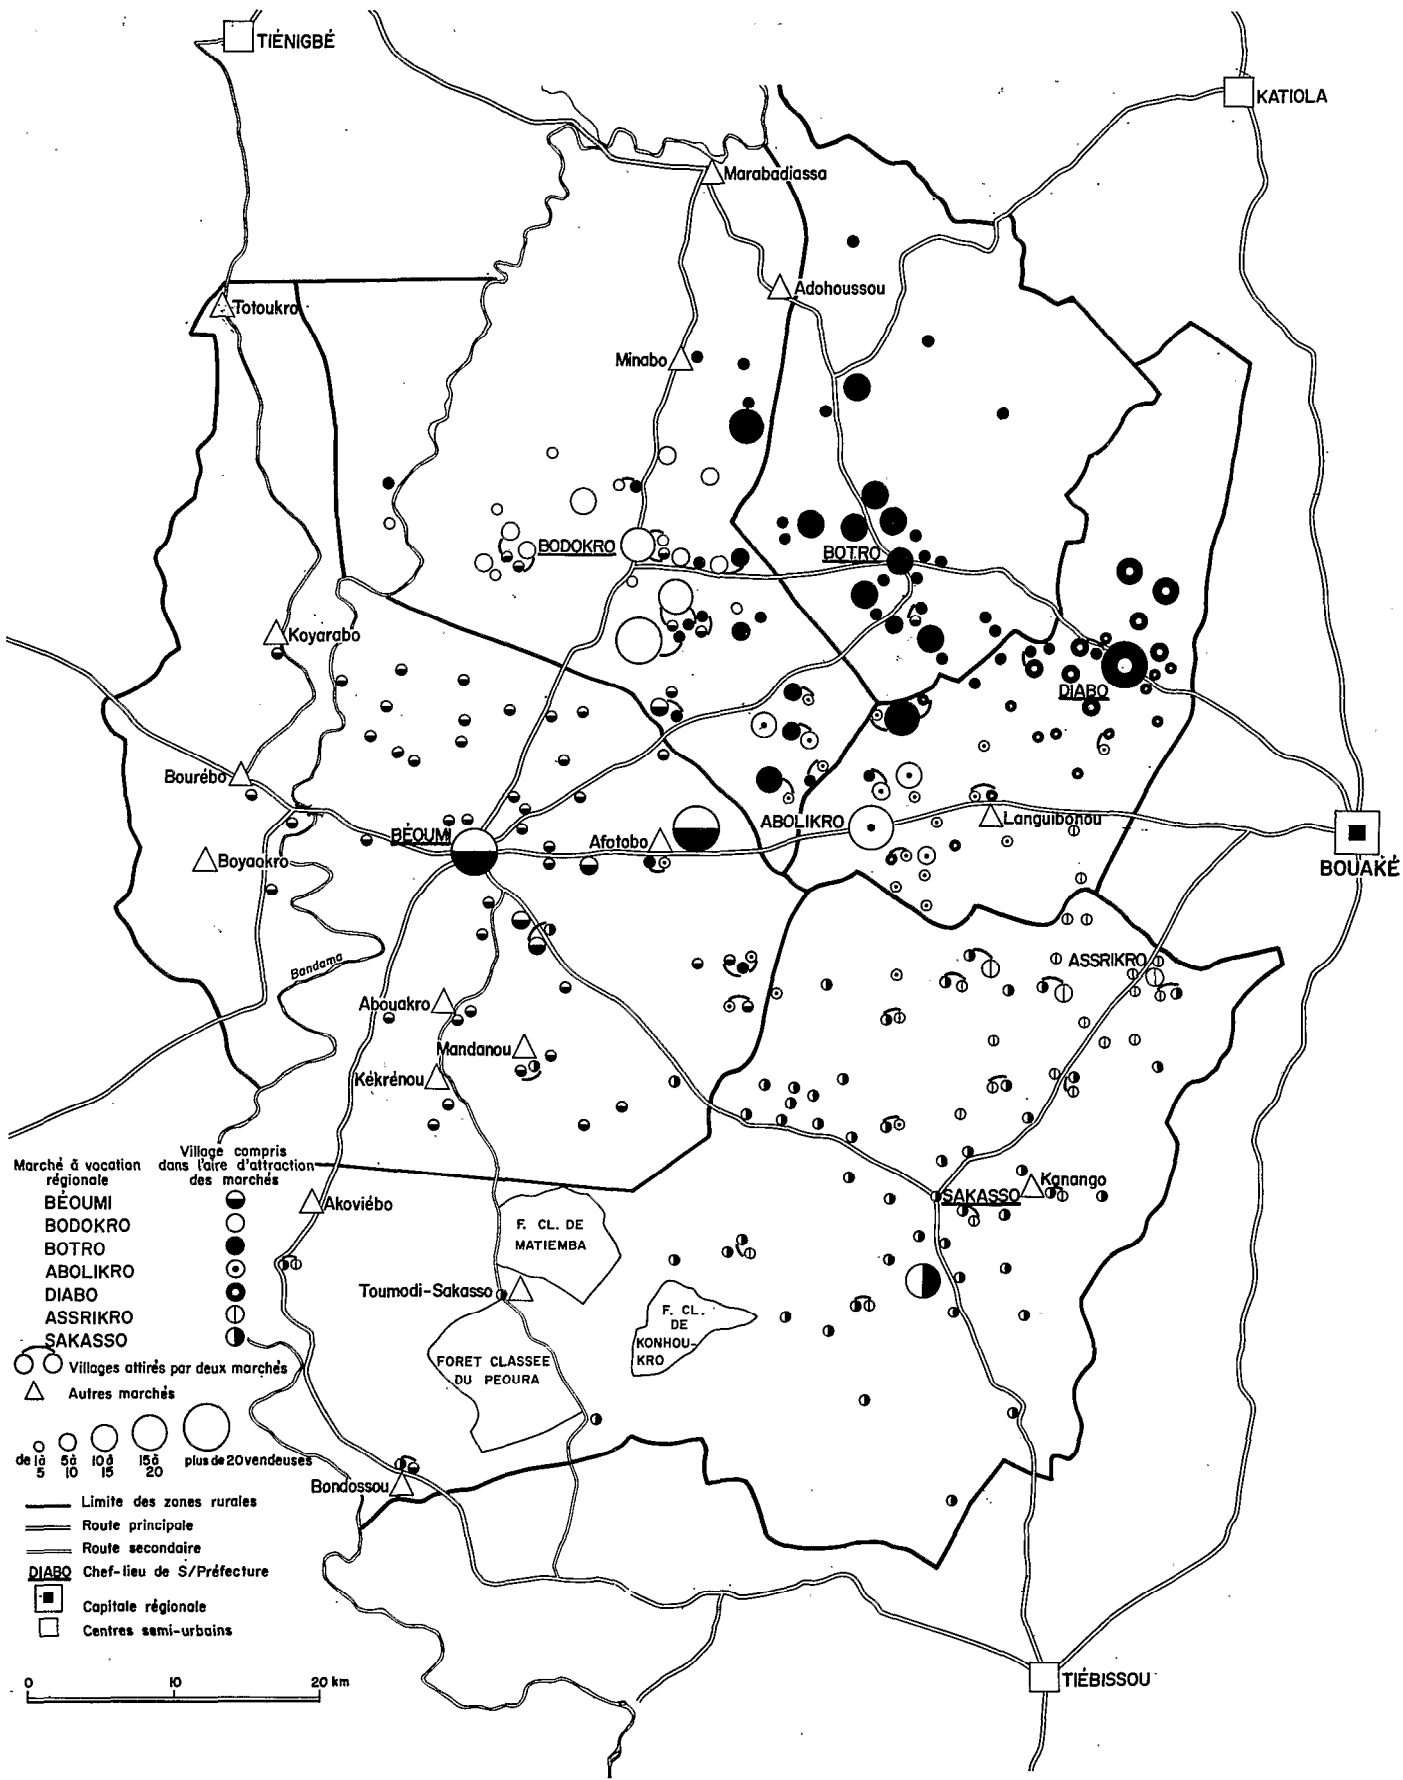 TIÉNIGBÉ
KATIOLA
Marabadiassa
Adohoussou
Totoukro
Minabo
BODOKRO
BOTRO
Koyarabo
DIABO
Bourébo
BÉOUMI
Afotobo
ABOLIKRO
Languibonou
Boyaokro
BOUAKÉ
Bandama
ASSRIKRO
Abouakro
Mandanou
Kékrénou
Kanango
SAKASSO
Akoviébo
F. CL. DE
MATIEMBA
Toumodi-Sakasso
F. CL.
DE
KONHOU-
KRO
FORET CLASSEE
DU PEOURA
Bondossou
TIÉBISSOU
Marché à vocation
régionale
Village compris
dans l'aire d'attraction
des marchés
BÉOUMI
BODOKRO
BOTRO
ABOLIKRO
DIABO
ASSRIKRO
SAKASSO
Villages attirés par deux marchés
Autres marchés
de 1à
5
5à
10
10à
15
15à
20
plus de 20 vendeuses
Limite des zones rurales
Route principale
Route secondaire
DIABO Chef-lieu de S/Préfecture
Capitale régionale
Centres semi-urbains
0 10 20 km